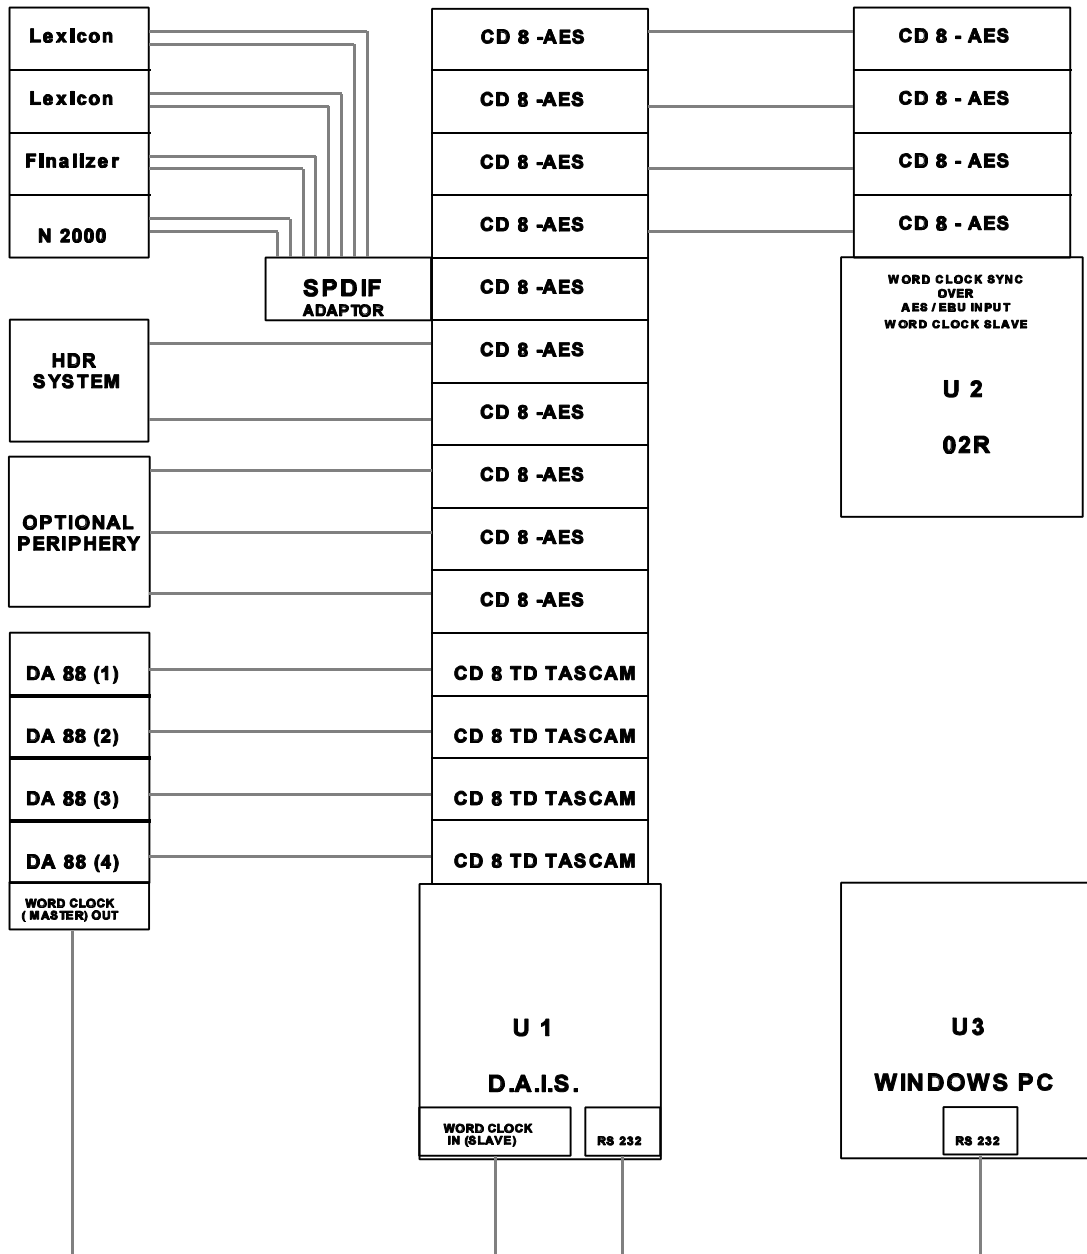 Lexicon
Lexicon
Finalizer
N 2000
SPDIF
ADAPTOR
HDR
SYSTEM
OPTIONAL
PERIPHERY
DA 88 (1)
DA 88 (2)
DA 88 (3)
DA 88 (4)
WORD CLOCK
( MASTER) OUT
CD 8 -AES
CD 8 -AES
CD 8 -AES
CD 8 -AES
CD 8 -AES
CD 8 -AES
CD 8 -AES
CD 8 -AES
CD 8 -AES
CD 8 -AES
CD 8 TD TASCAM
CD 8 TD TASCAM
CD 8 TD TASCAM
CD 8 TD TASCAM
U 1
D.A.I.S.
WORD CLOCK
IN (SLAVE)
RS 232
CD 8 - AES
CD 8 - AES
CD 8 - AES
CD 8 - AES
WORD CLOCK SYNC
OVER
AES / EBU INPUT
WORD CLOCK SLAVE
U 2
02R
U3
WINDOWS PC
RS 232